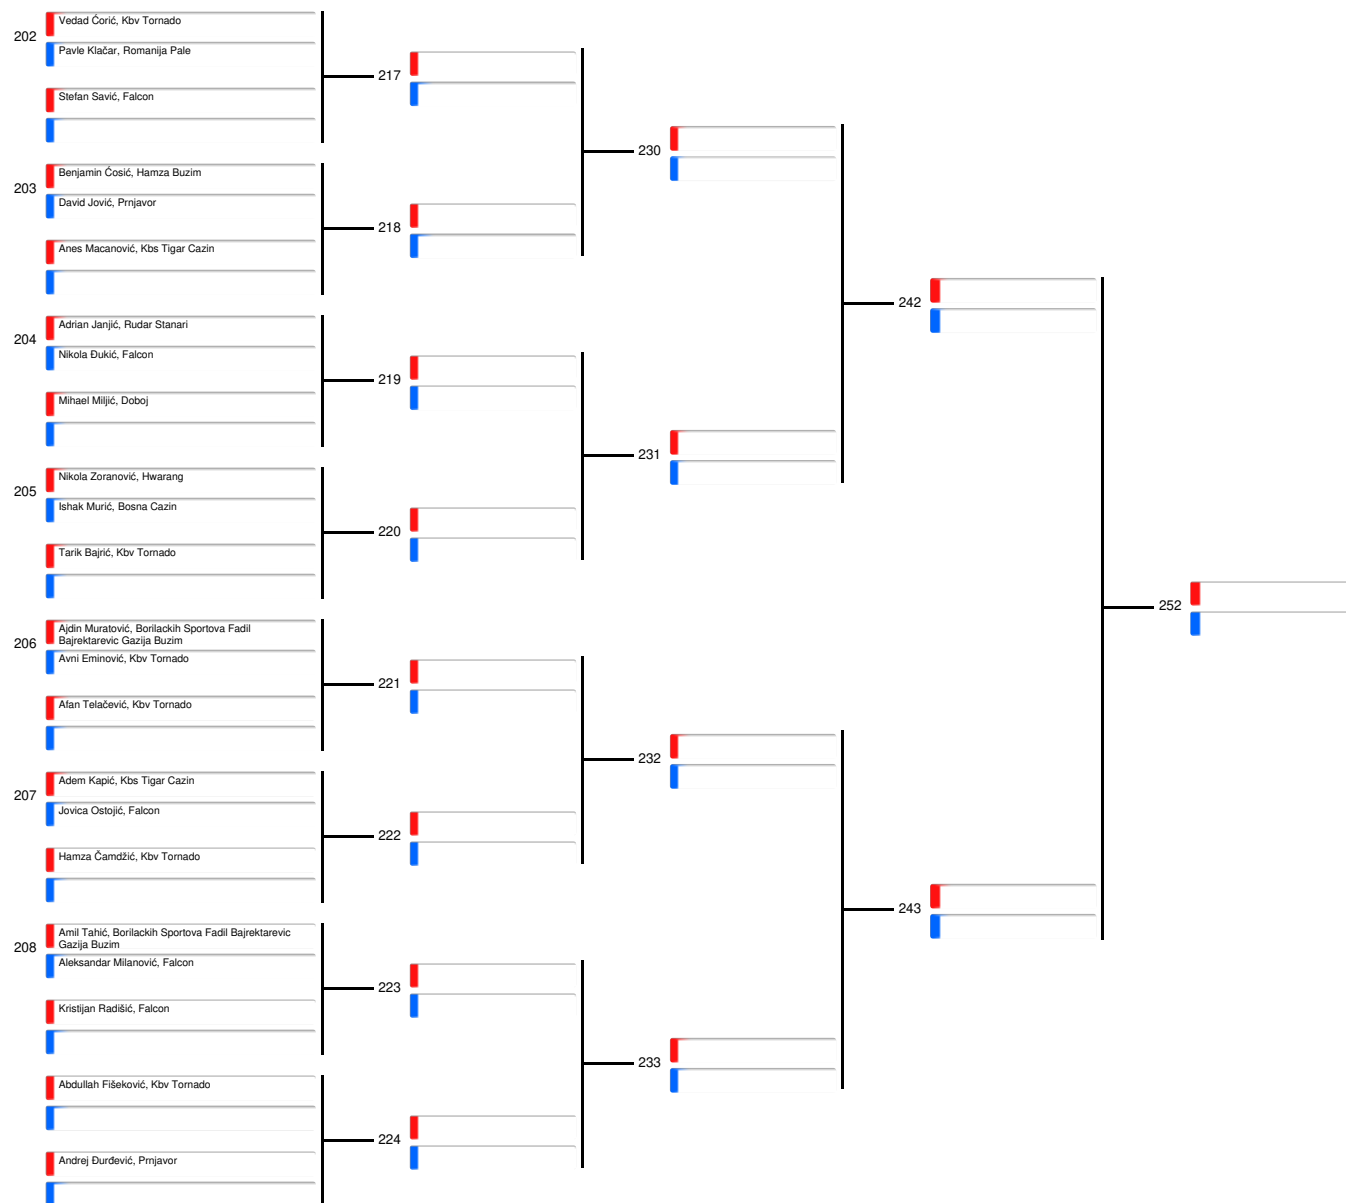 202
Vedad Ćorić, Kbv Tornado
Pavle Klačar, Romanija Pale
217
Stefan Savić, Falcon
230
203
Benjamin Ćosić, Hamza Buzim
David Jović, Prnjavor
218
Anes Macanović, Kbs Tigar Cazin
242
204
Adrian Janjić, Rudar Stanari
Nikola Đukić, Falcon
219
Mihael Miljić, Doboj
231
205
Nikola Zoranović, Hwarang
Ishak Murić, Bosna Cazin
220
Tarik Bajrić, Kbv Tornado
252
206
Ajdin Muratović, Borilackih Sportova Fadil
Bajrektarevic Gazija Buzim
Avni Eminović, Kbv Tornado
221
Afan Telačević, Kbv Tornado
232
207
Adem Kapić, Kbs Tigar Cazin
Jovica Ostojić, Falcon
222
Hamza Čamdžić, Kbv Tornado
243
208
Amil Tahić, Borilackih Sportova Fadil Bajrektarevic
Gazija Buzim
Aleksandar Milanović, Falcon
223
Kristijan Radišić, Falcon
233
Abdullah Fišeković, Kbv Tornado
224
Andrej Đurđević, Prnjavor